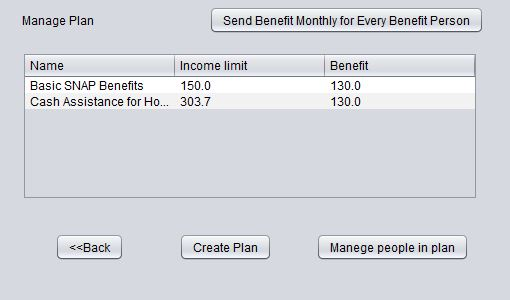 Manage Plan
Send Benefit Monthly for Every Benefit Person
Name Income limit Benefit
Basic SNAP Benefits 150.0 130.0
Cash Assistance for Ho... 303.7 130.0
<<Back Create Plan Manege people in plan